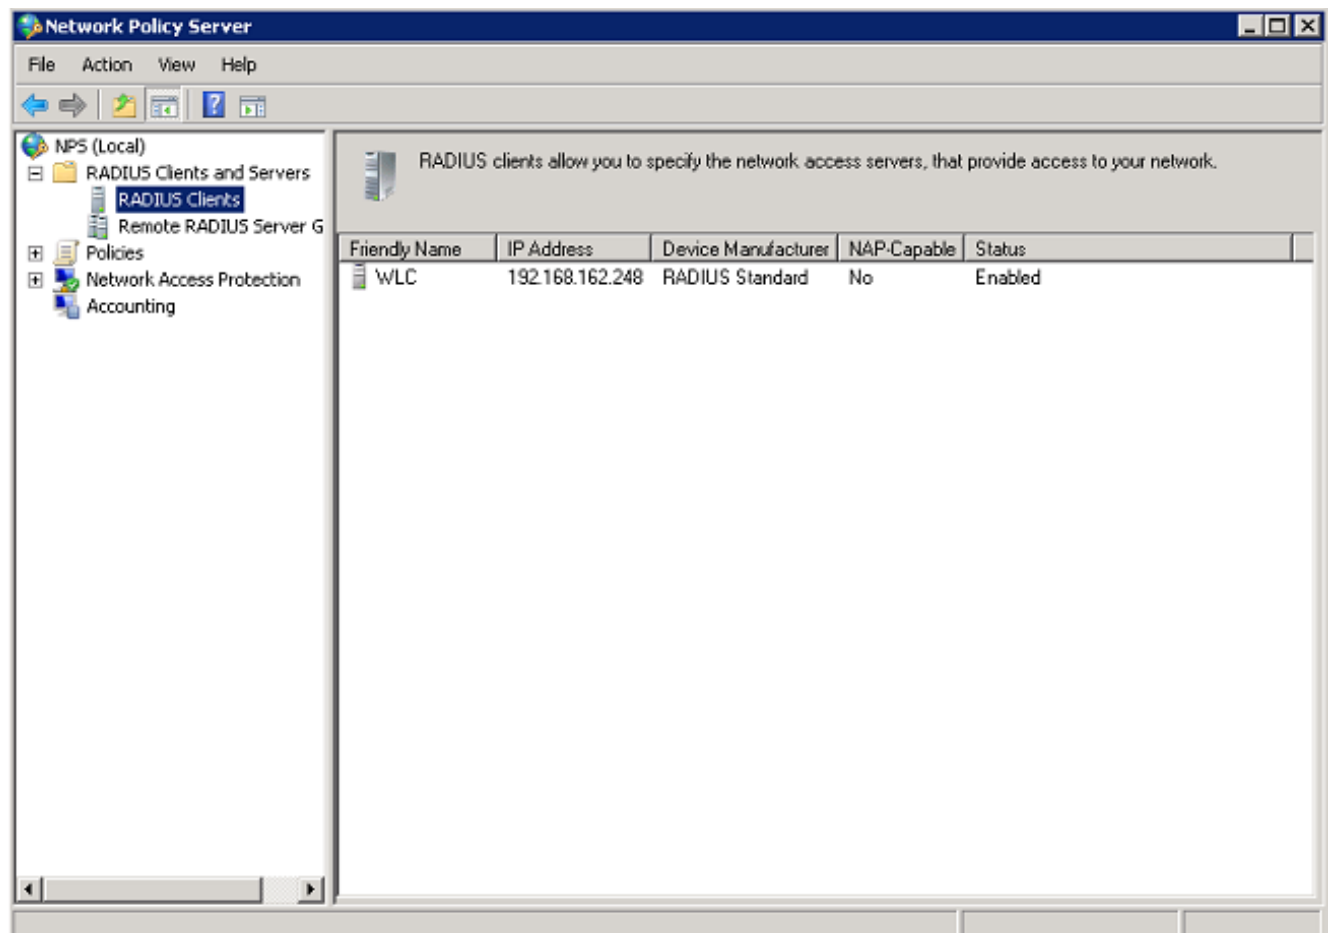 Network Policy Server
File Action View Help
NPS (Local)
RADIUS Clients and Servers
RADIUS Clients
Remote RADIUS Server G
Policies
Network Access Protection
Accounting
RADIUS clients allow you to specify the network access servers, that provide access to your network.
Friendly Name IP Address Device Manufacturer NAP-Capable Status
WLC 192.168.162.248 RADIUS Standard No Enabled